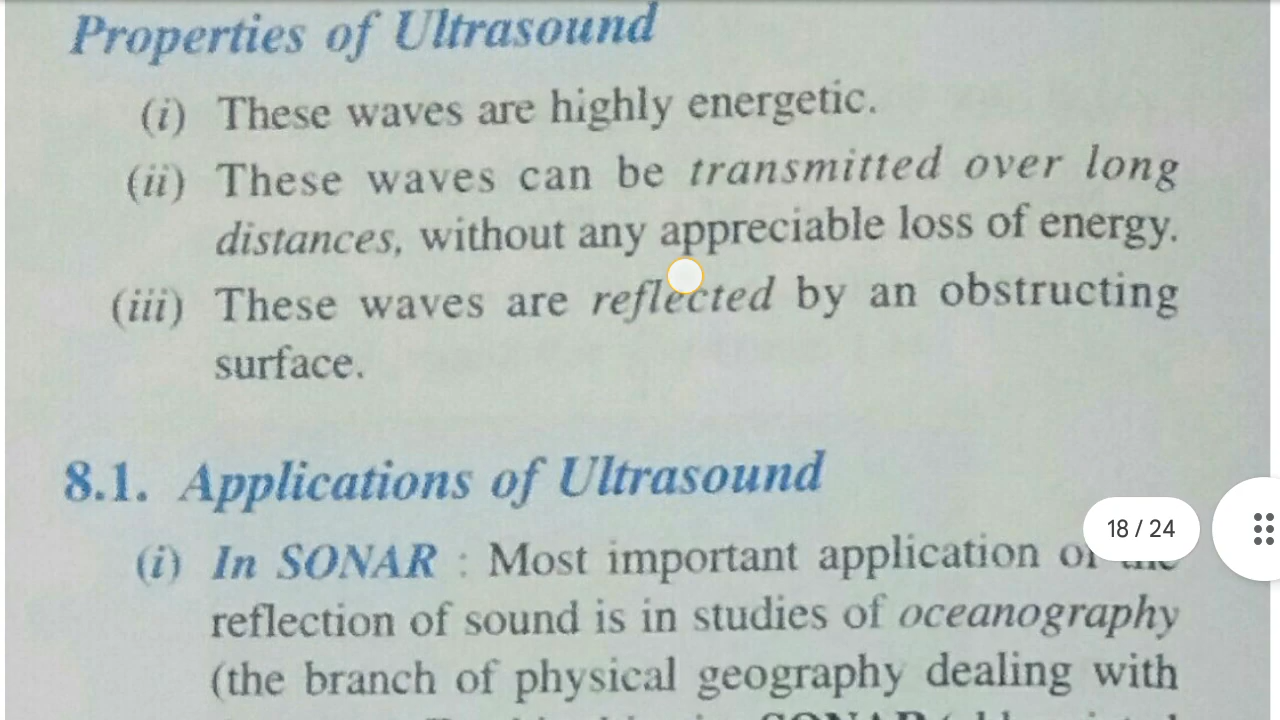 Properties of Ultrasound
(i) These waves are highly energetic.
(ii) These waves can be transmitted over long
distances, without any appreciable loss of energy.
(iii) These waves are reflected by an obstructing
surface.
8.1. Applications of Ultrasound
18 / 24
(i) In SONAR : Most important application of
reflection of sound is in studies of oceanography
(the branch of physical geography dealing with
SONAR